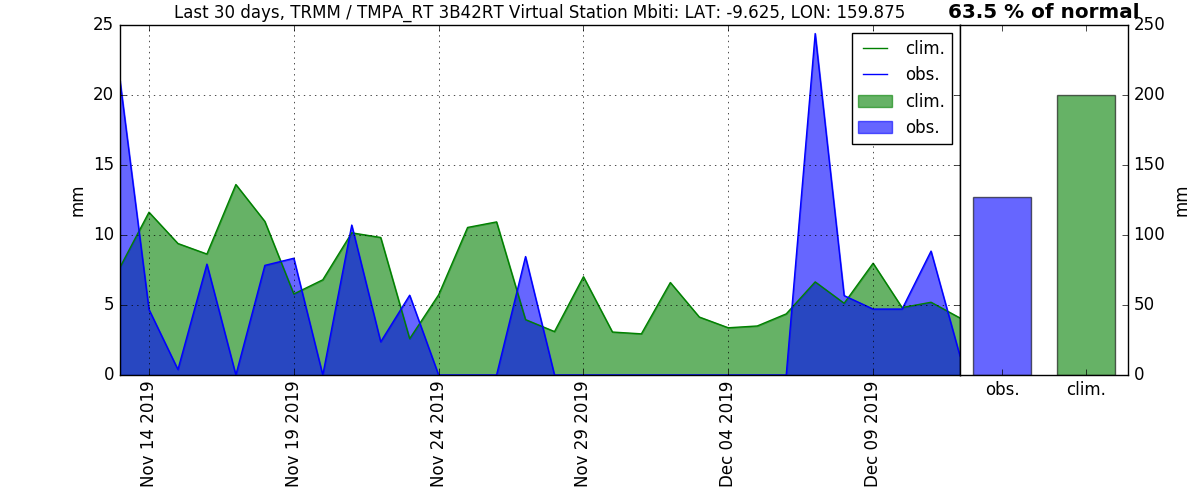 Last 30 days, TRMM / TMPA_RT 3B42RT Virtual Station Mbiti: LAT: -9.625, LON: 159.875
63.5 % of normal
25
20
15
10
5
0
mm
clim.
obs.
clim.
obs.
Nov 14 2019
Nov 19 2019
Nov 24 2019
Nov 29 2019
Dec 04 2019
Dec 09 2019
250
200
150
100
50
0
mm
obs.
clim.